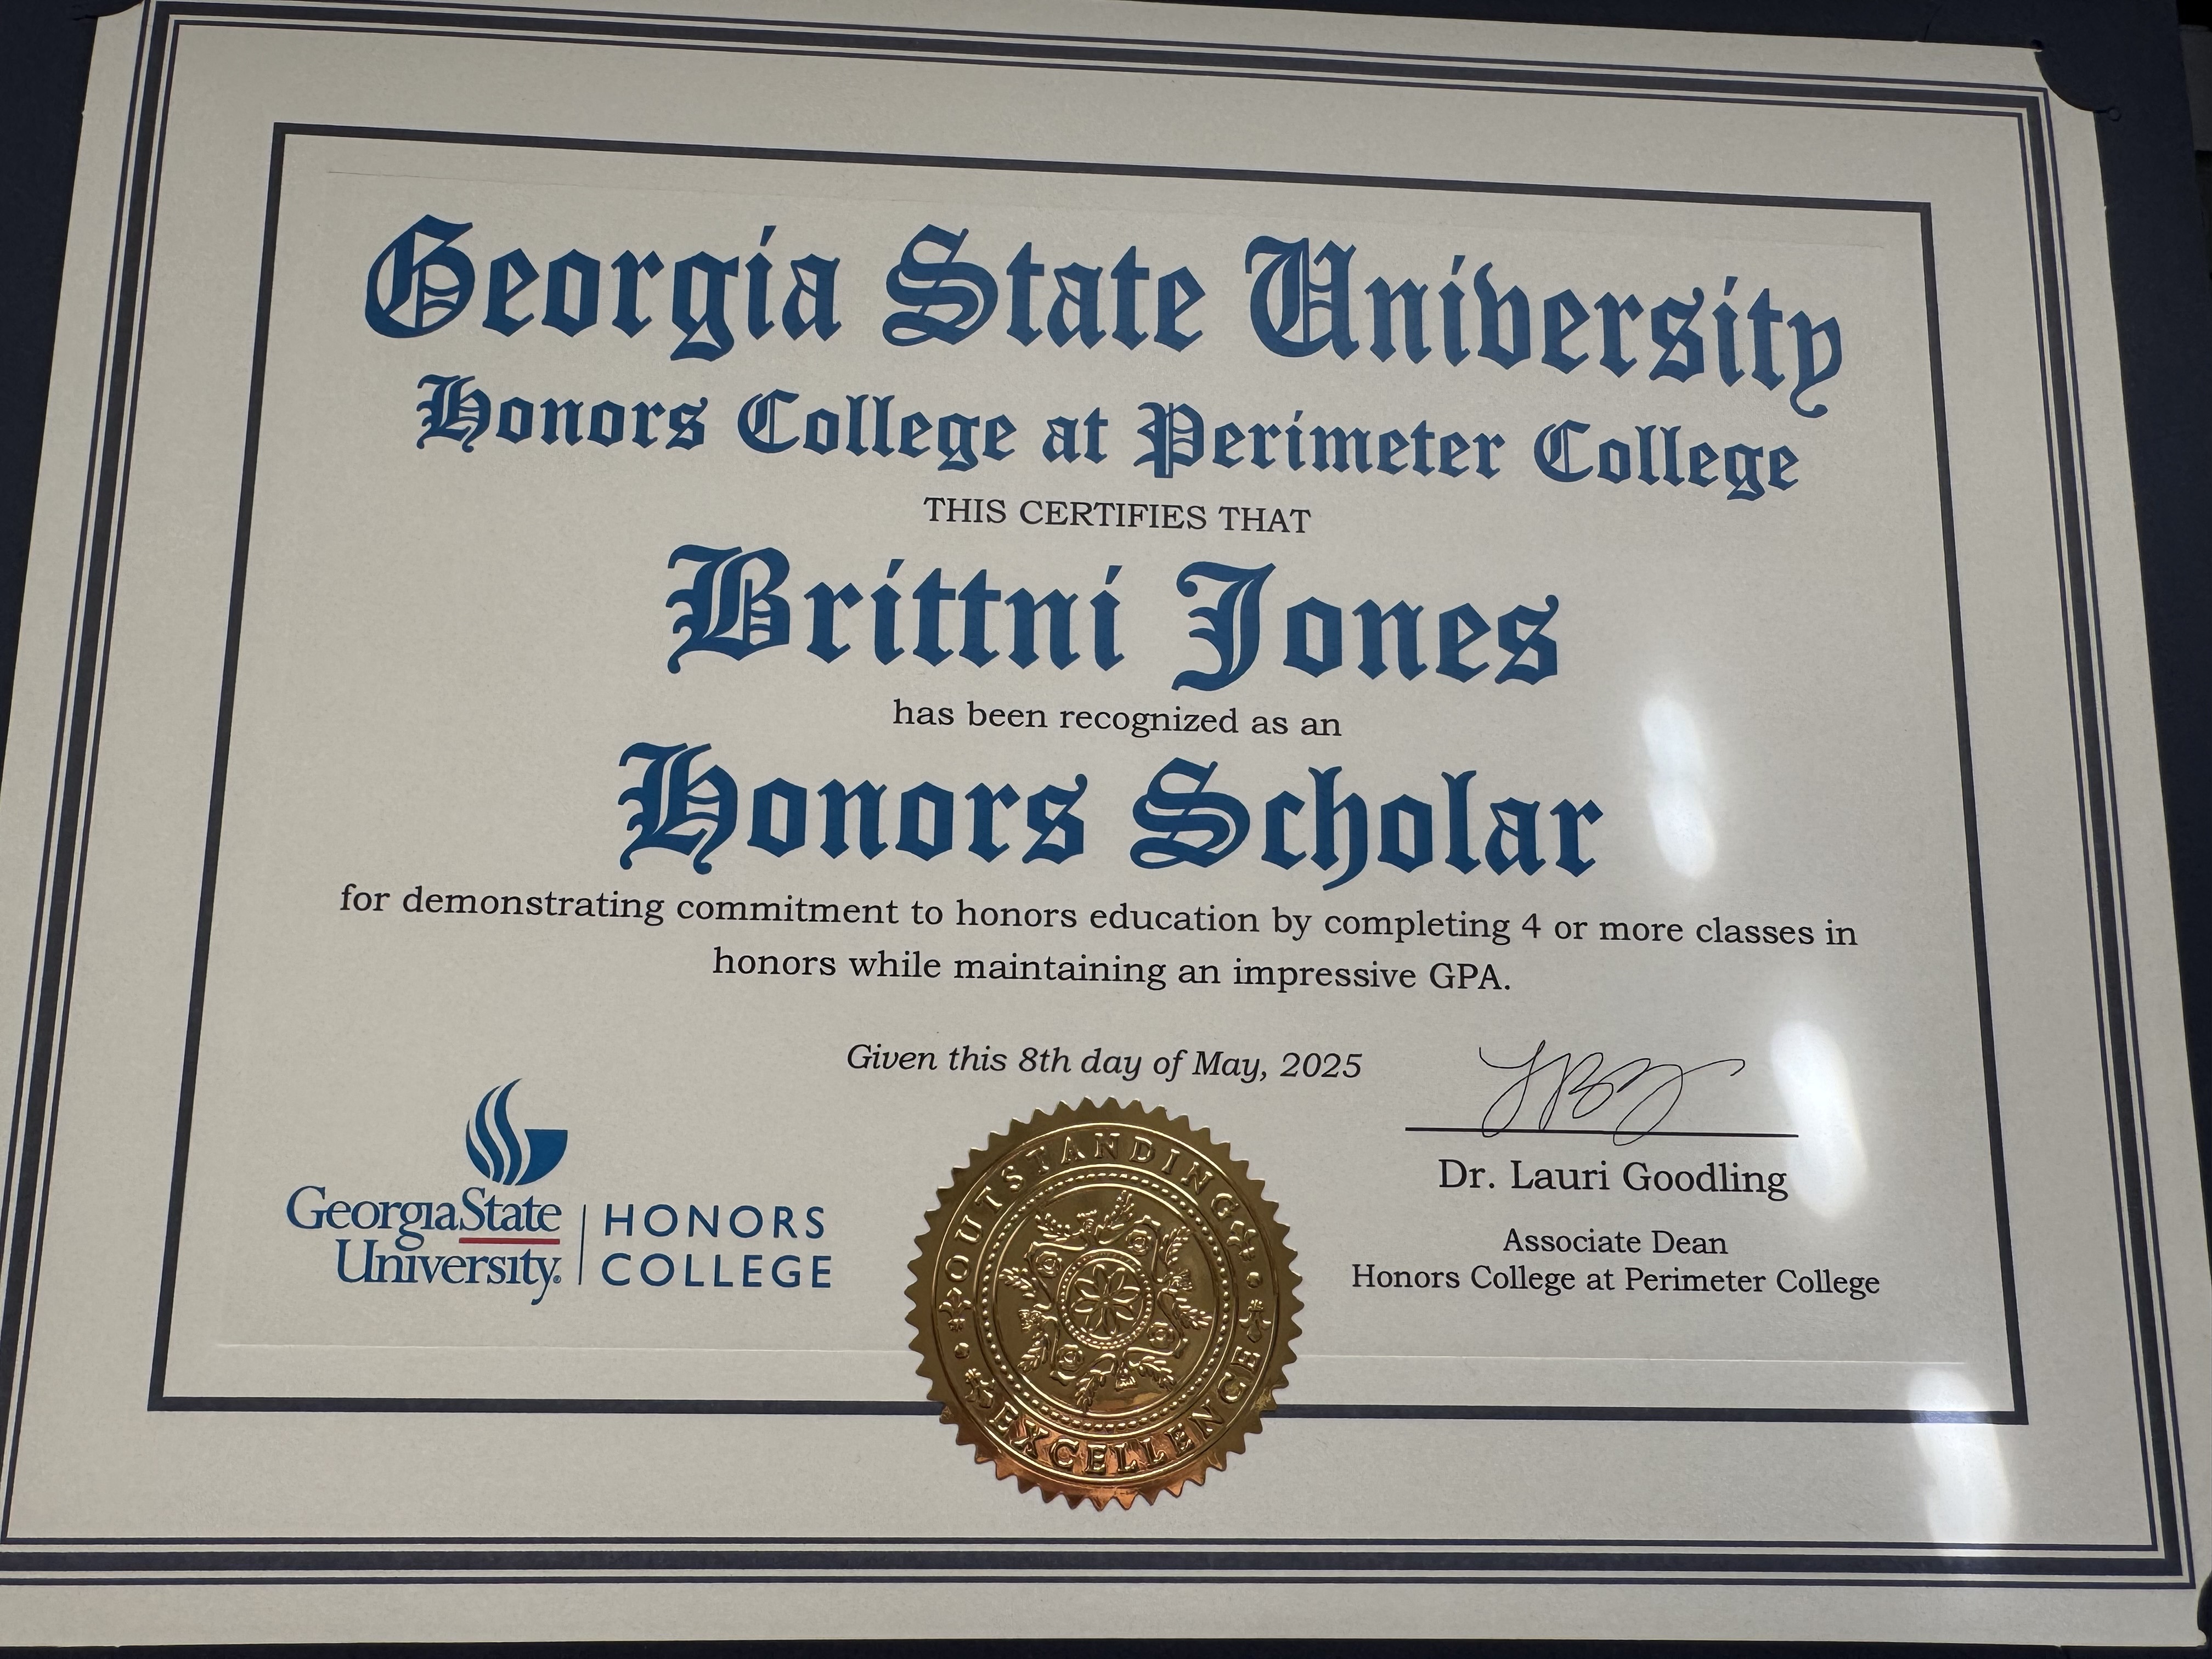 Georgia State University
Honors College at Perimeter College
THIS CERTIFIES THAT
Brittni Jones
has been recognized as an
Honors Scholar
for demonstrating commitment to honors education by completing 4 or more classes in
honors while maintaining an impressive GPA.
Given this 8th day of May, 2025
GeorgiaState
University®
HONORS
COLLEGE
OUTSTANDING
EXCELLENCE
Dr. Lauri Goodling
Associate Dean
Honors College at Perimeter College